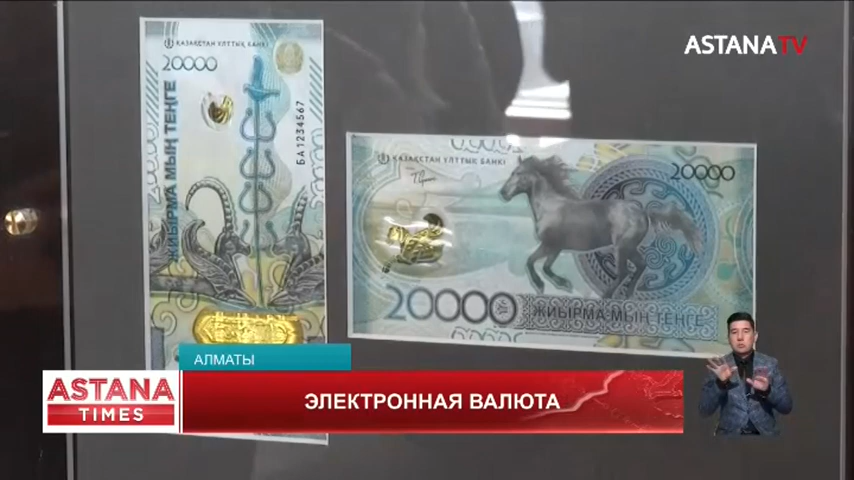 ASTANATV
ҚАЗАҚСТАН ҰЛТТЫҚ БАНКІ
20000
20000
ЖИЫРМА МЫҢ ТЕҢГЕ
БА1234567
ҚАЗАҚСТАН ҰЛТТЫҚ БАНКІ
20000
20000
ЖИЫРМА МЫҢ ТЕҢГЕ
АЛМАТЫ
ASTANA
TIMES
ЭЛЕКТРОННАЯ ВАЛЮТА